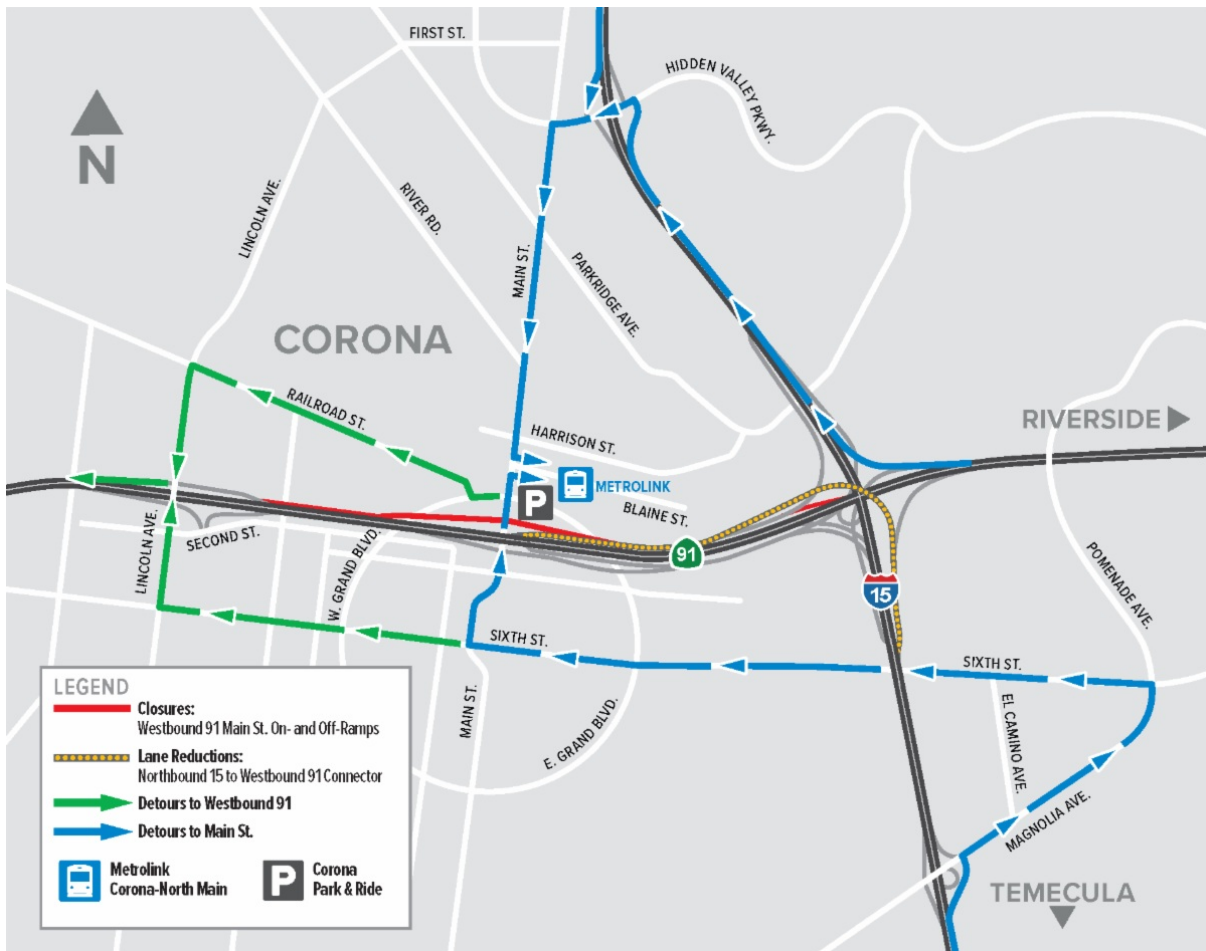 FIRST ST.
HIDDEN VALLEY PKWY.
N
LINCOLN AVE.
RIVER RD.
MAIN ST.
PARKRIDGE AVE.
CORONA
RAILROAD ST.
HARRISON ST.
RIVERSIDE
P
METROLINK
BLAINE ST.
SECOND ST.
91
LINCOLN AVE.
W. GRAND BLVD.
15
POMENADE AVE.
SIXTH ST.
SIXTH ST.
MAIN ST.
E. GRAND BLVD.
EL CAMINO AVE.
MAGNOLIA AVE.
TEMECULA
LEGEND
Closures:
Westbound 91 Main St. On- and Off-Ramps
Lane Reductions:
Northbound 15 to Westbound 91 Connector
Detours to Westbound 91
Detours to Main St.
Metrolink
Corona-North Main
P
Corona
Park & Ride